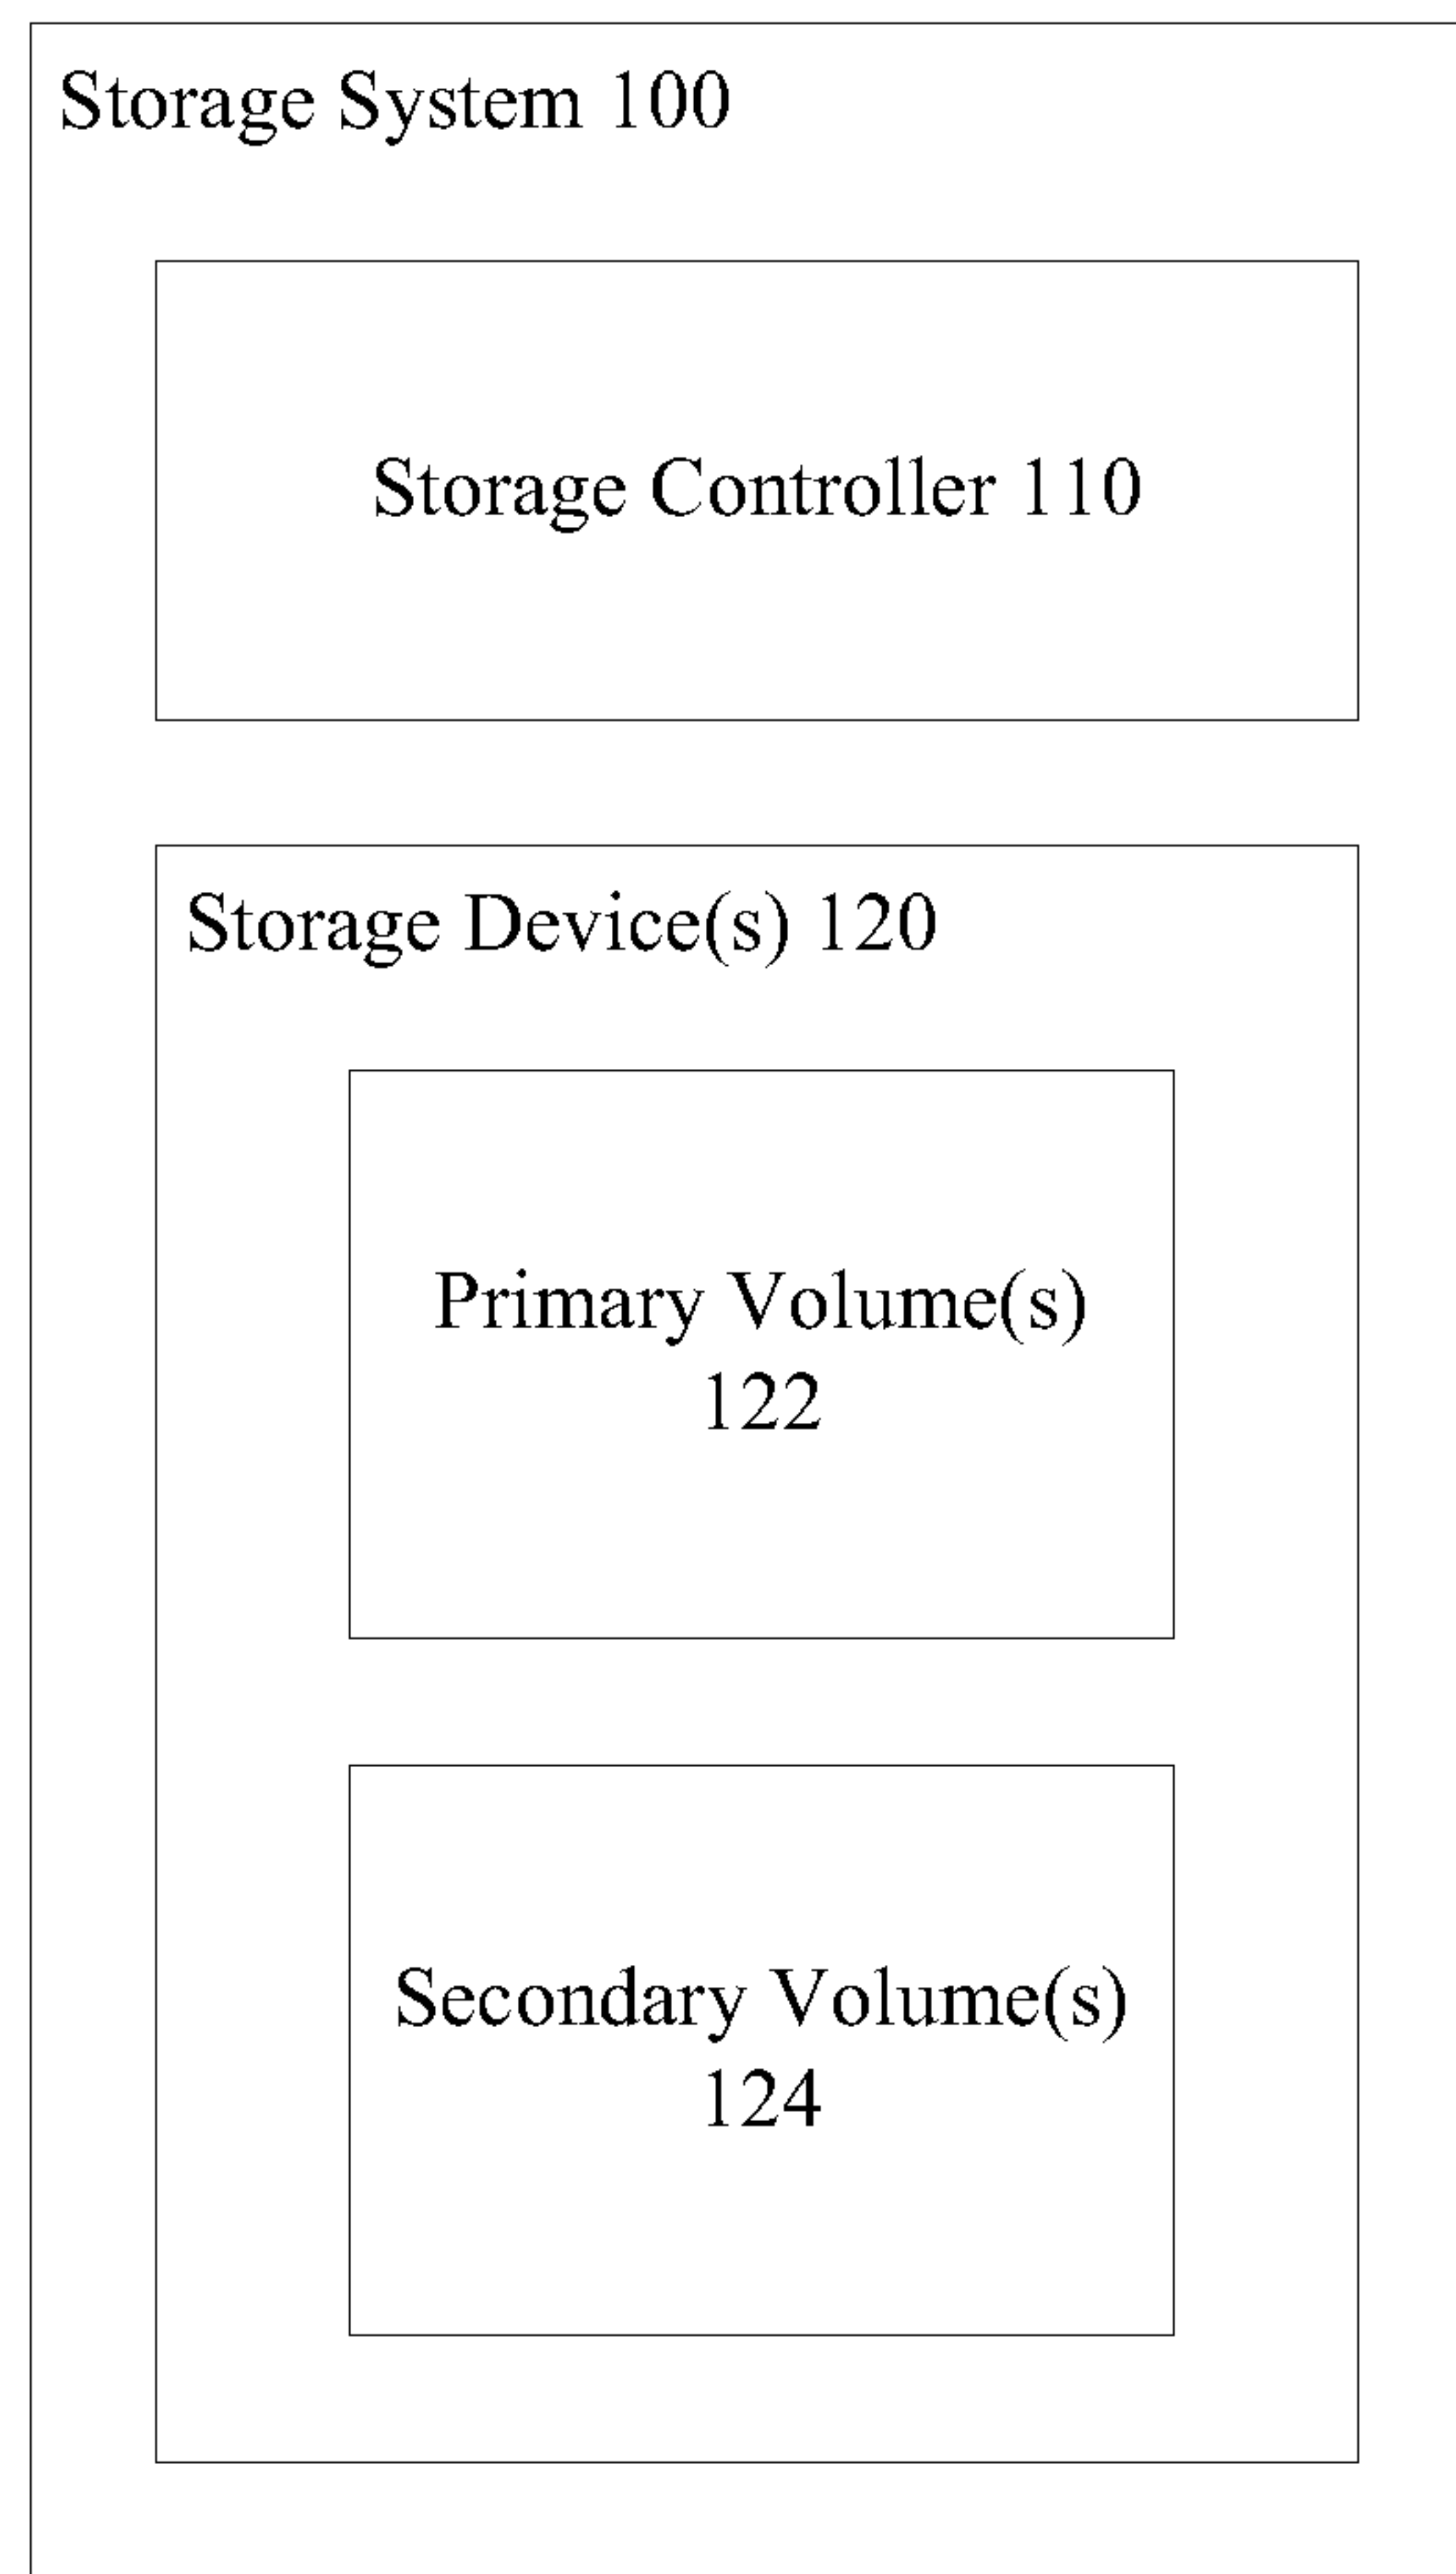 Storage System 100
Storage Controller 110
Storage Device(s) 120
Primary Volume(s)
122
Secondary Volume(s)
124